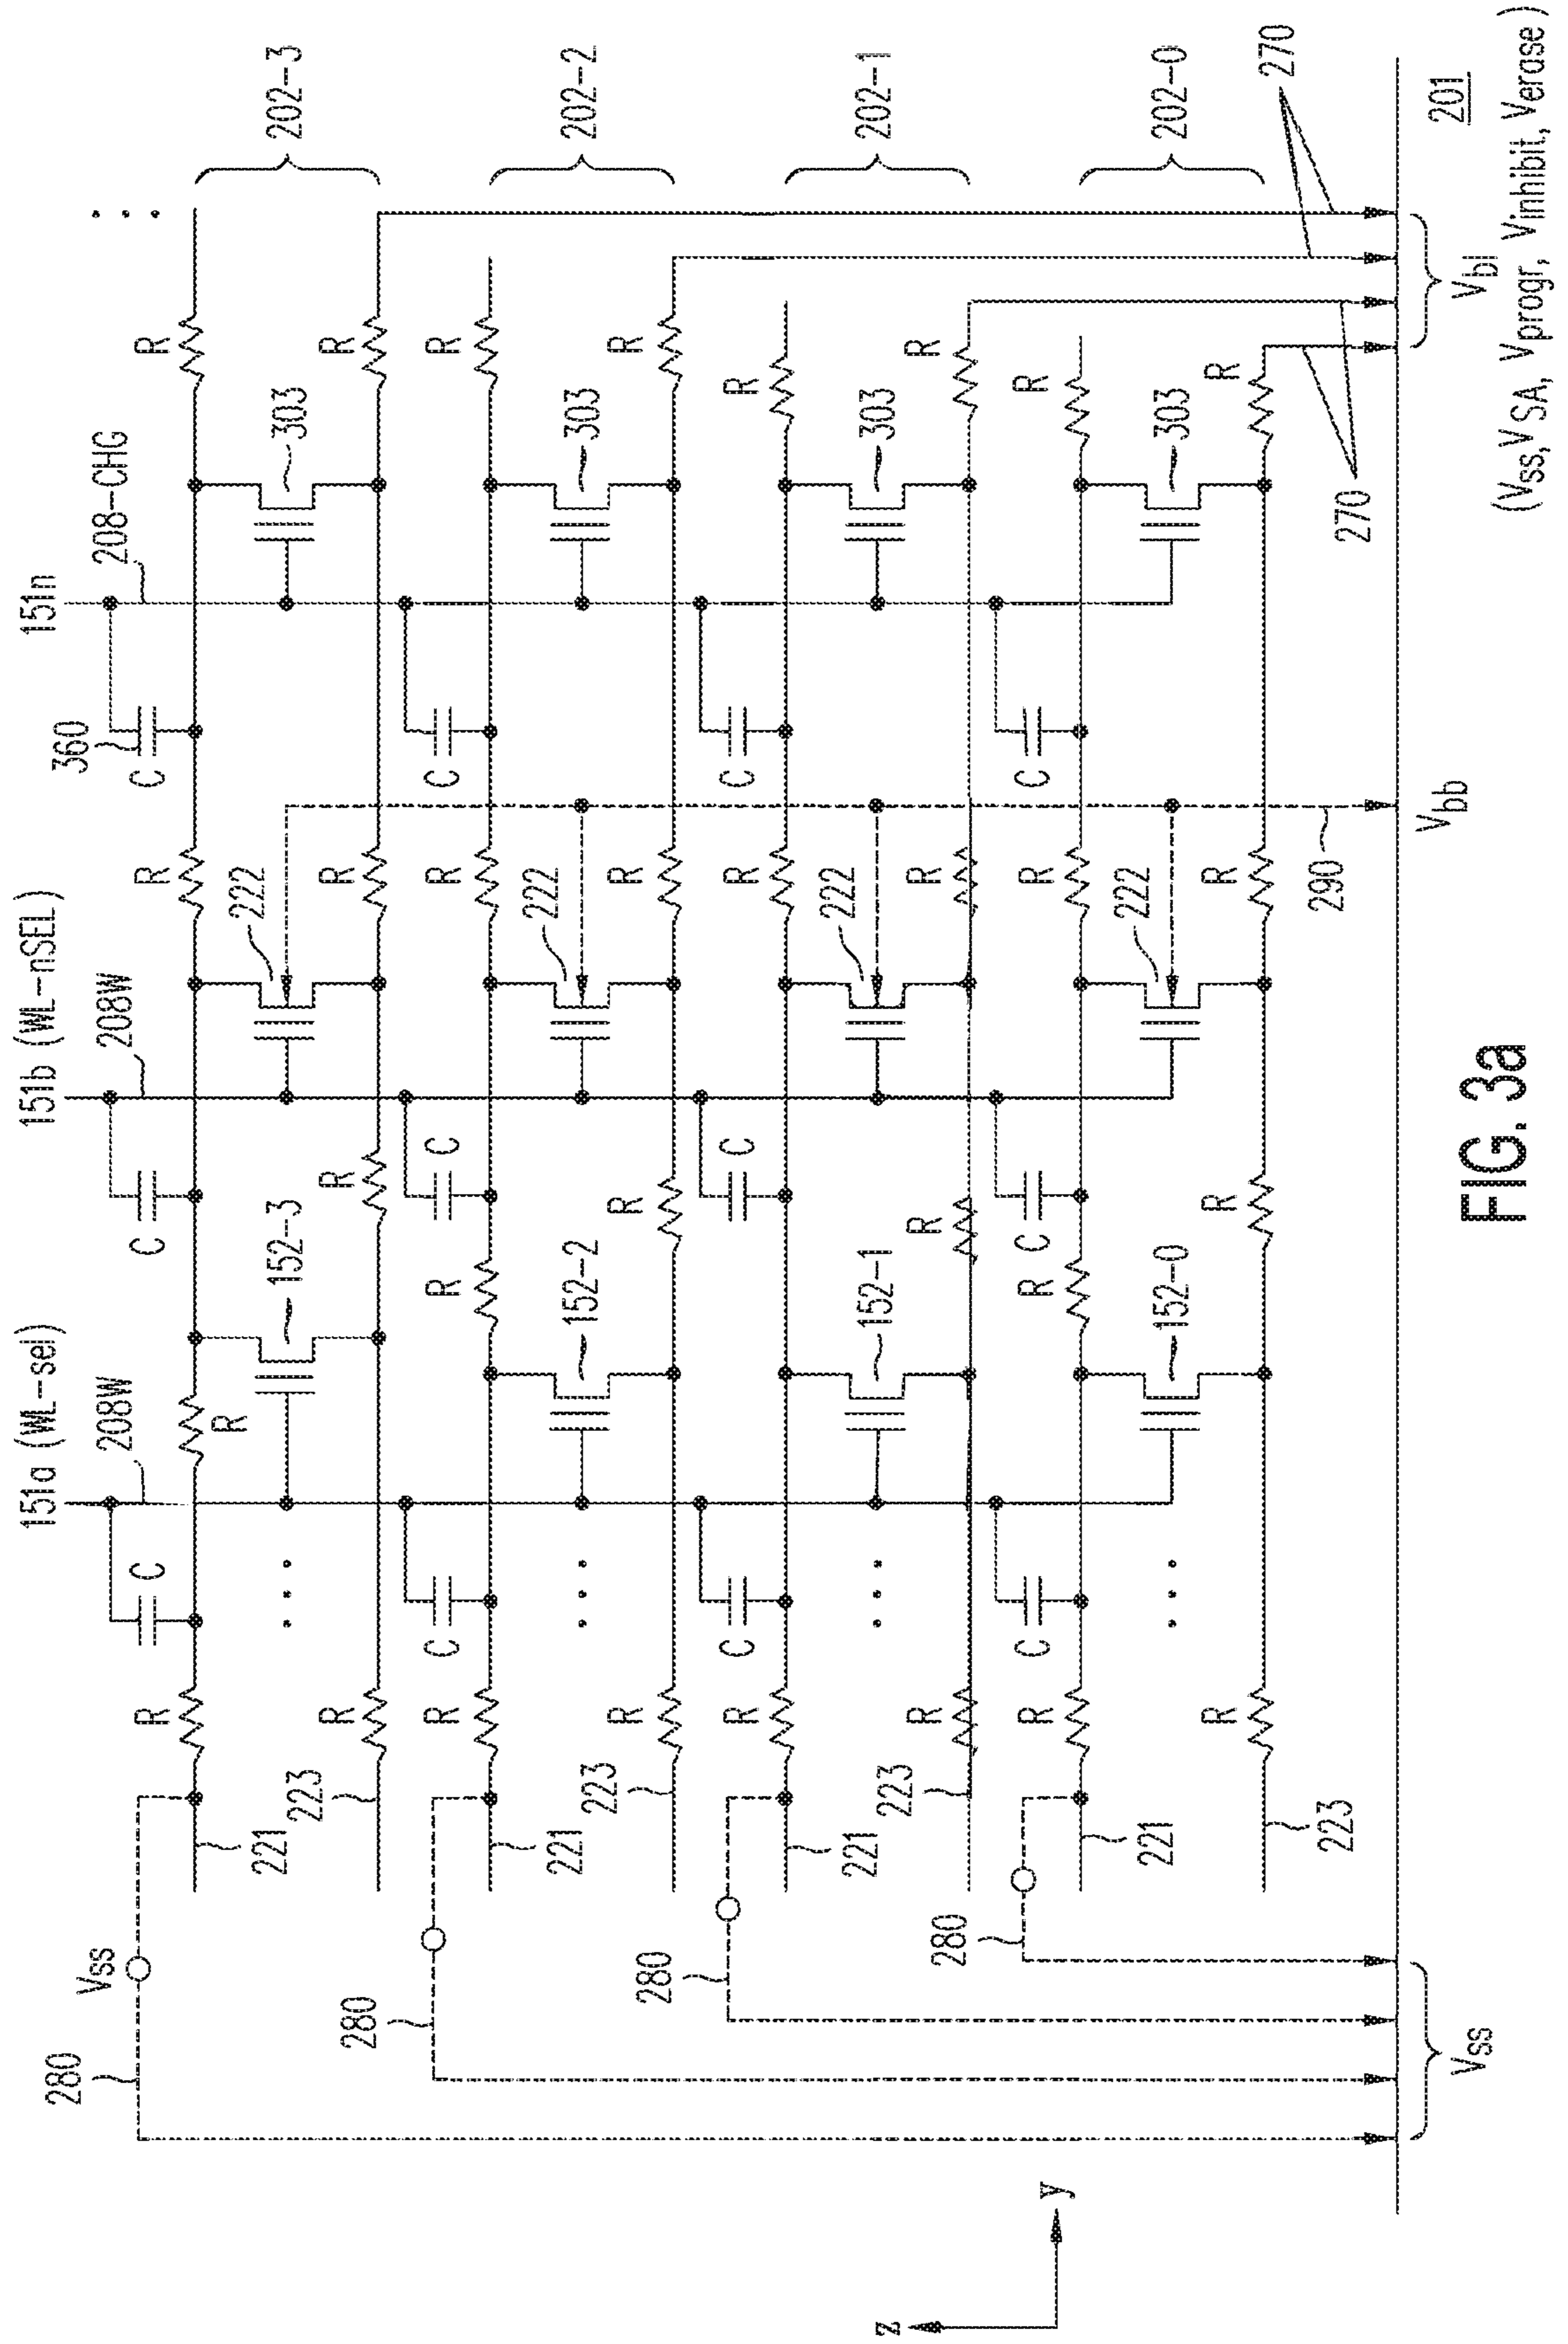 151a (WL-sel) 151b (WL-nSEL) 151n
280 360
Vss 208W 208W 208-CHG
R C C R C R
R
222
221 152-3 303 202-3
223
R R R R
280
R C R C R C R
222
221 152-2 303 202-2
223
R R R R
280
R C C R C R
222
221 152-1 303 202-1
z 223
R R R R
280
R C R C R C R
y
222
221 152-0 303 202-0
R R R R
270
223 290
270
Vbb 201
Vss Vbl
(Vss,VSA, Vprogr, Vinhibit, Verase)
FIG. 3a